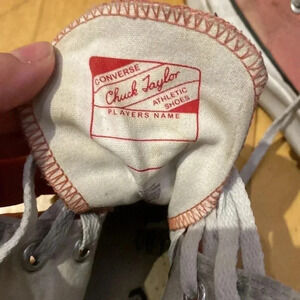 CONVERSE
Chuck Taylor
ATHLETIC
SHOES
PLAYERS NAME